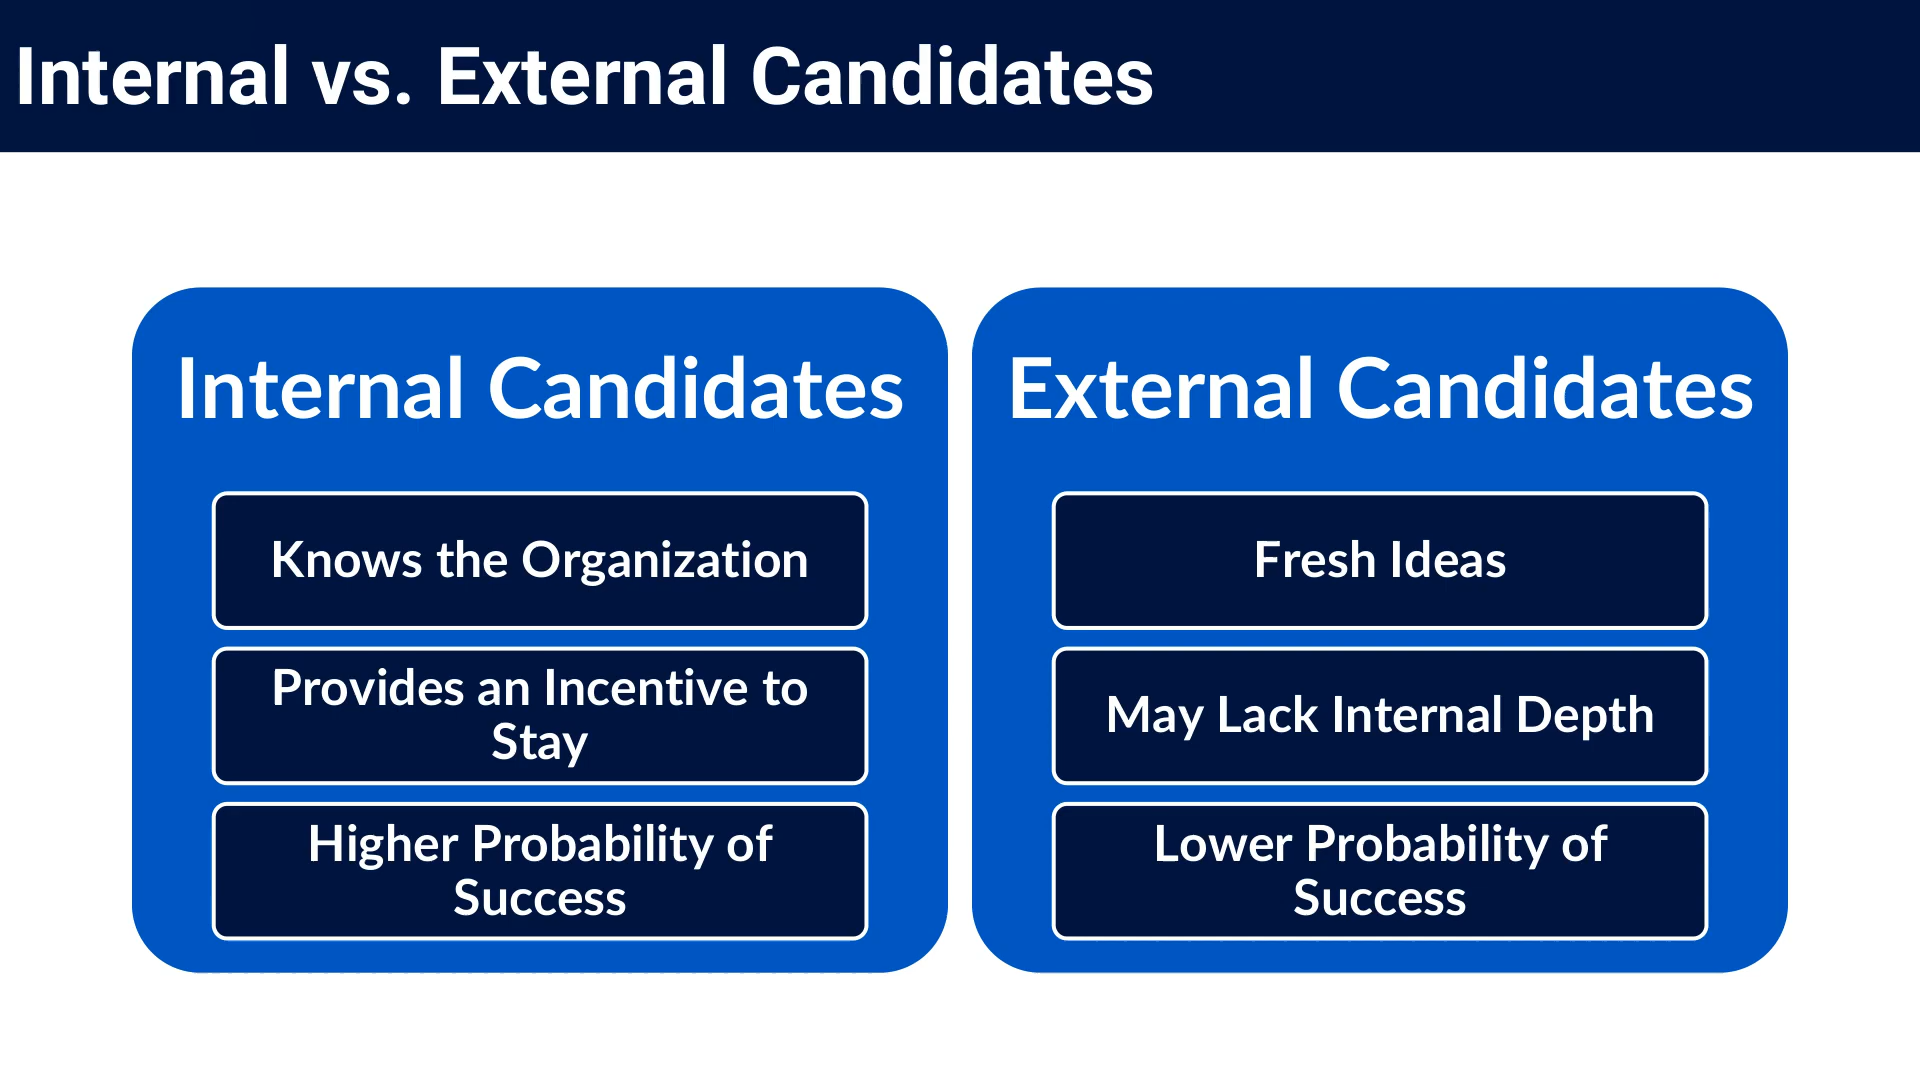 Internal vs. External Candidates
Internal Candidates
Knows the Organization
Provides an Incentive to
Stay
Higher Probability of
Success
External Candidates
Fresh Ideas
May Lack Internal Depth
Lower Probability of
Success